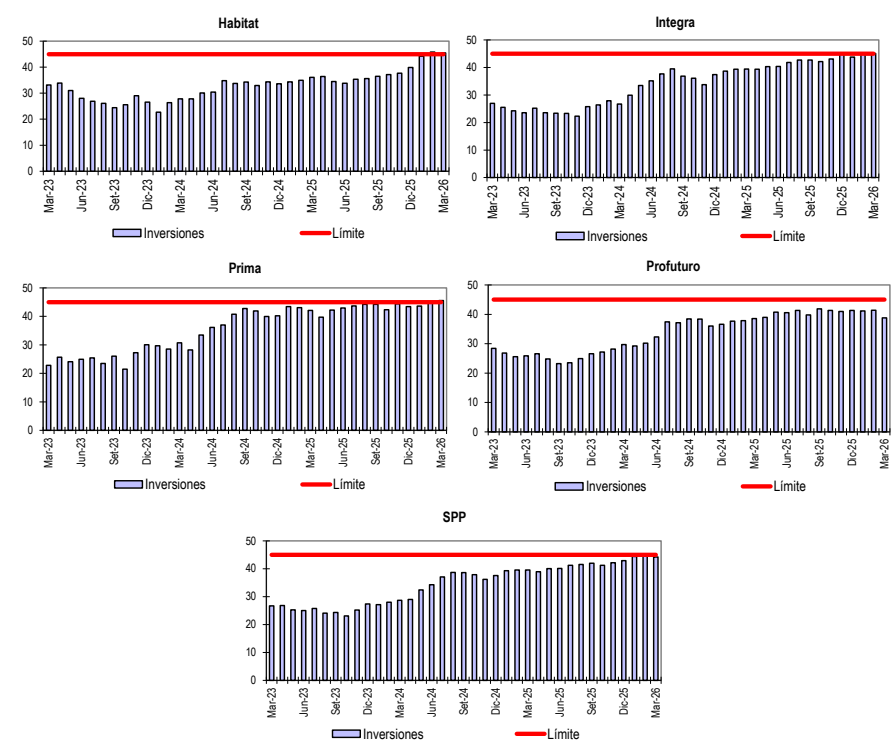 Habitat
50
40
30
20
10
0
Mar-23 Jun-23 Set-23 Dic-23 Mar-24 Jun-24 Set-24 Dic-24 Mar-25 Jun-25 Set-25 Dic-25 Mar-26
Inversiones Límite
Integra
50
40
30
20
10
0
Mar-23 Jun-23 Set-23 Dic-23 Mar-24 Jun-24 Set-24 Dic-24 Mar-25 Jun-25 Set-25 Dic-25 Mar-26
Inversiones Límite
Prima
50
40
30
20
10
0
Mar-23 Jun-23 Set-23 Dic-23 Mar-24 Jun-24 Set-24 Dic-24 Mar-25 Jun-25 Set-25 Dic-25 Mar-26
Inversiones Límite
Profuturo
50
40
30
20
10
0
Mar-23 Jun-23 Set-23 Dic-23 Mar-24 Jun-24 Set-24 Dic-24 Mar-25 Jun-25 Set-25 Dic-25 Mar-26
Inversiones Límite
SPP
50
40
30
20
10
0
Mar-23 Jun-23 Set-23 Dic-23 Mar-24 Jun-24 Set-24 Dic-24 Mar-25 Jun-25 Set-25 Dic-25 Mar-26
Inversiones Límite